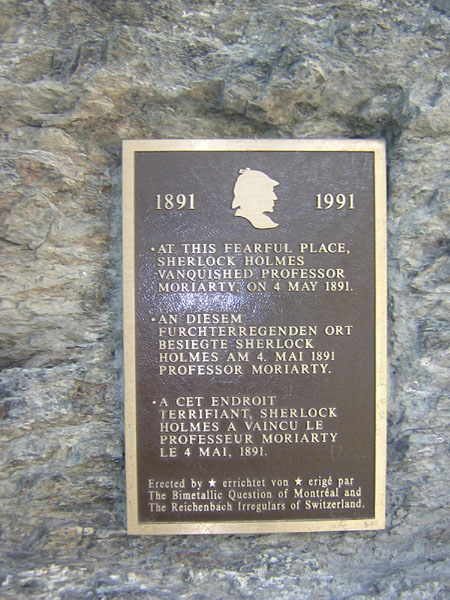 1891 1991
•AT THIS FEARFUL PLACE,
SHERLOCK HOLMES
VANQUISHED PROFESSOR
MORIARTY, ON 4 MAY 1891.
•AN DIESEM
FURCHTERREGENDEN ORT
BESIEGTE SHERLOCK
HOLMES AM 4. MAI 1891
PROFESSOR MORIARTY.
•A CET ENDROIT
TERRIFIANT, SHERLOCK
HOLMES A VAINCU LE
PROFESSEUR MORIARTY
LE 4 MAI, 1891.
Erected by ★ errichtet von ★ erigé par
The Bimetallic Question of Montréal and
The Reichenbach Irregulars of Switzerland.